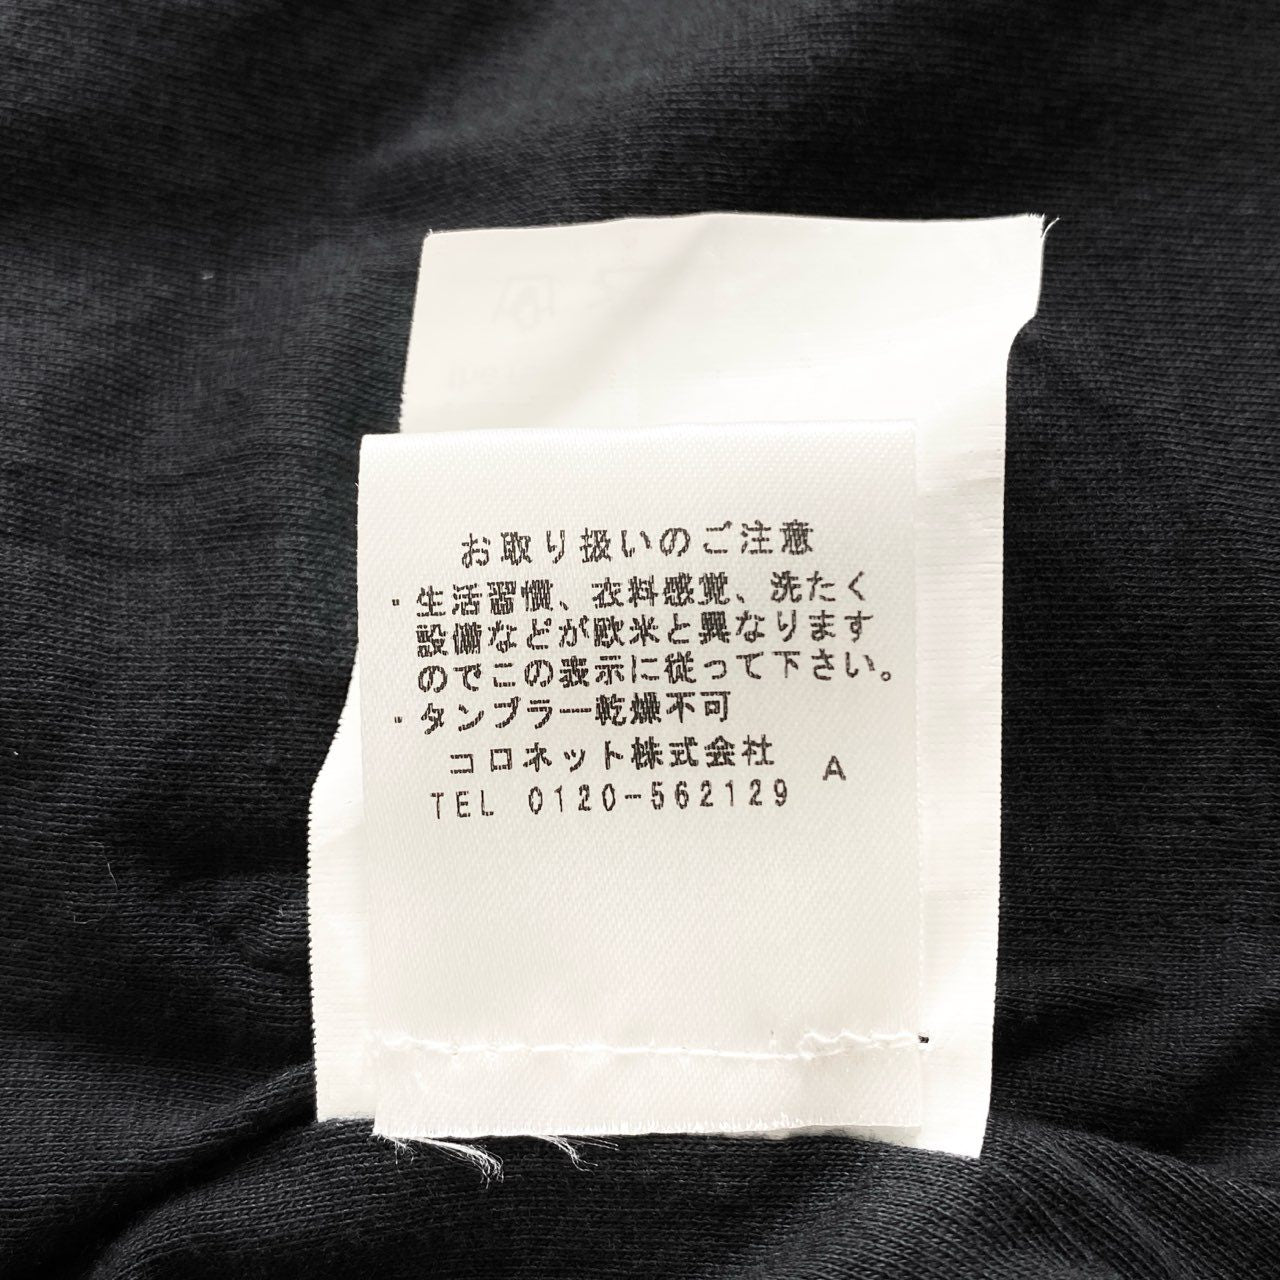 お取り扱いのご注意
・生活習慣、衣料感覚、洗たく
設備などが欧米と異なります
のでこの表示に従って下さい。
・タンブラー乾燥不可
コロネット株式会社
A
TEL 0120-562129